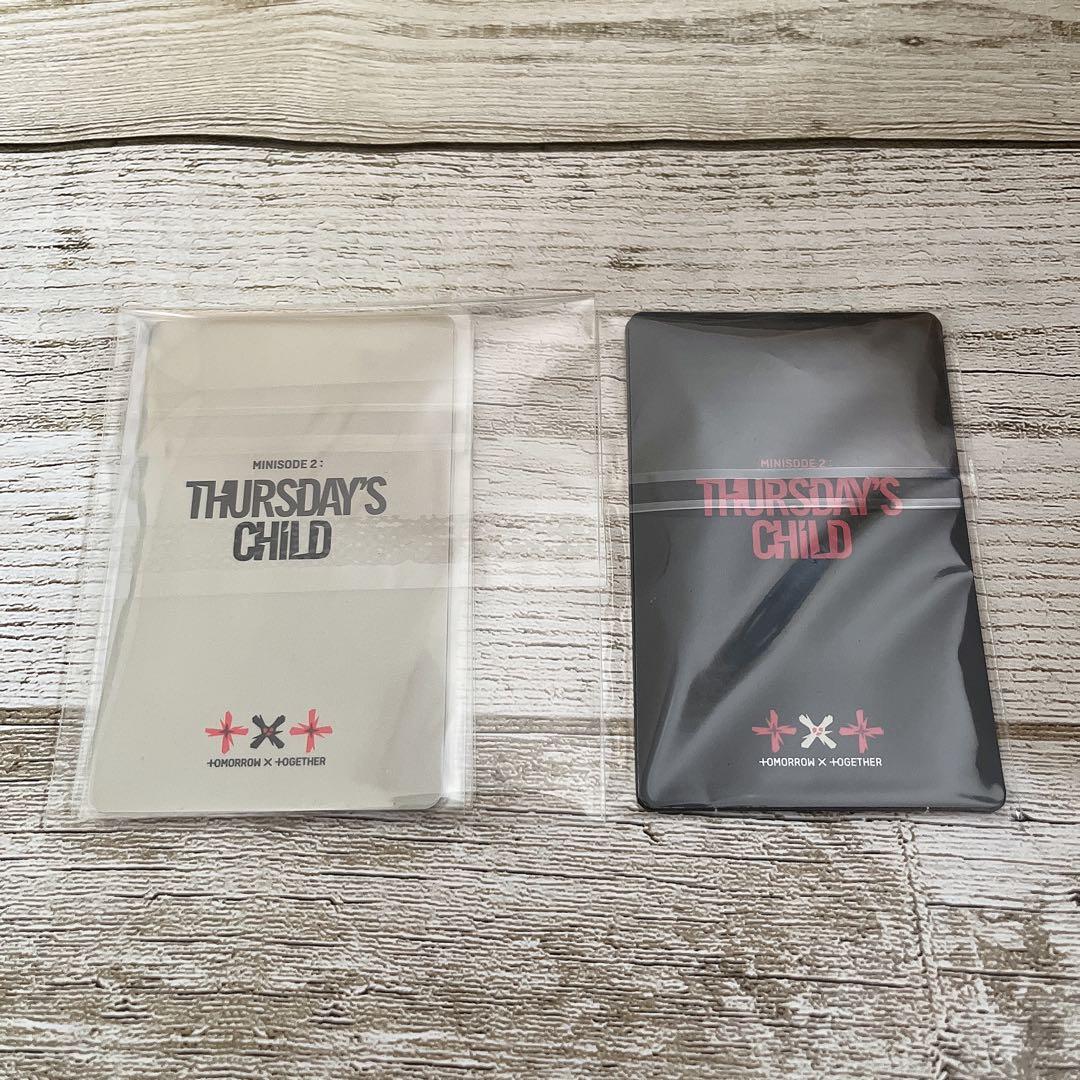 MINISODE 2:
THURSDAY'S
CHILD
TOMORROW X TOGETHER
MINISODE 2:
THURSDAY'S
CHILD
TOMORROW X TOGETHER